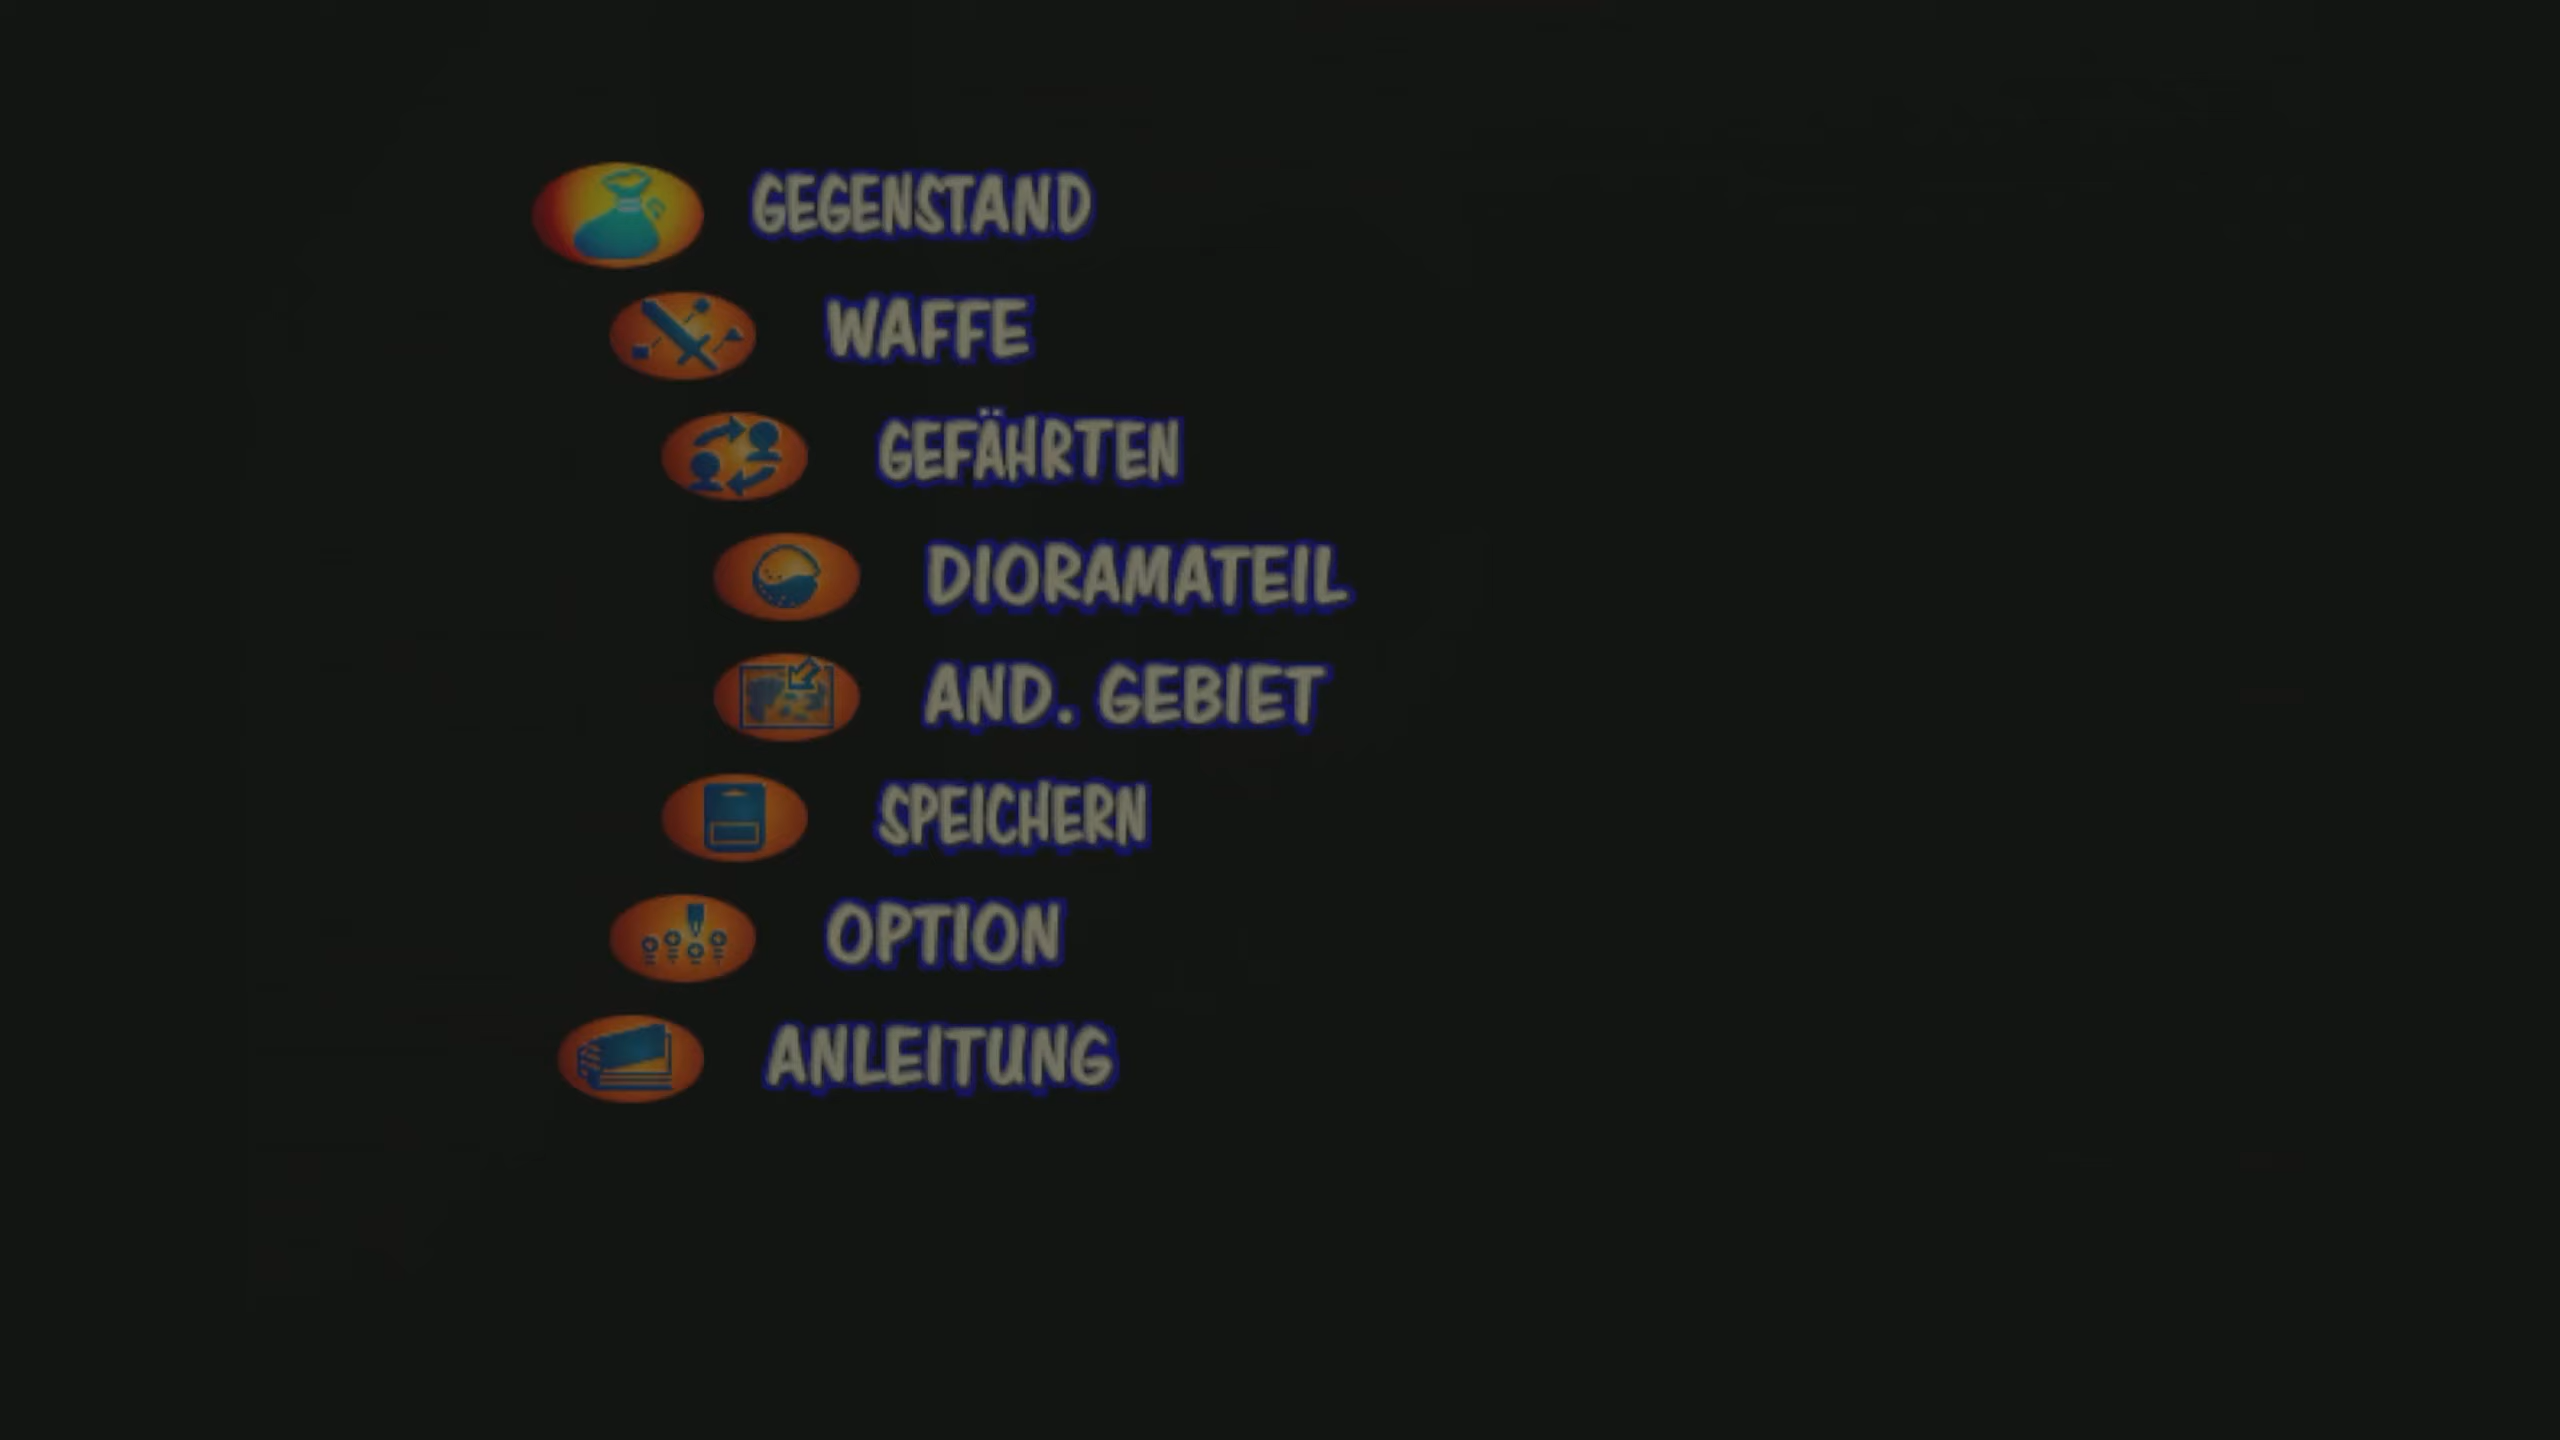 GEGENSTAND
WAFFE
GEFÄHRTEN
DIORAMATEIL
AND. GEBIET
SPEICHERN
OPTION
ANLEITUNG